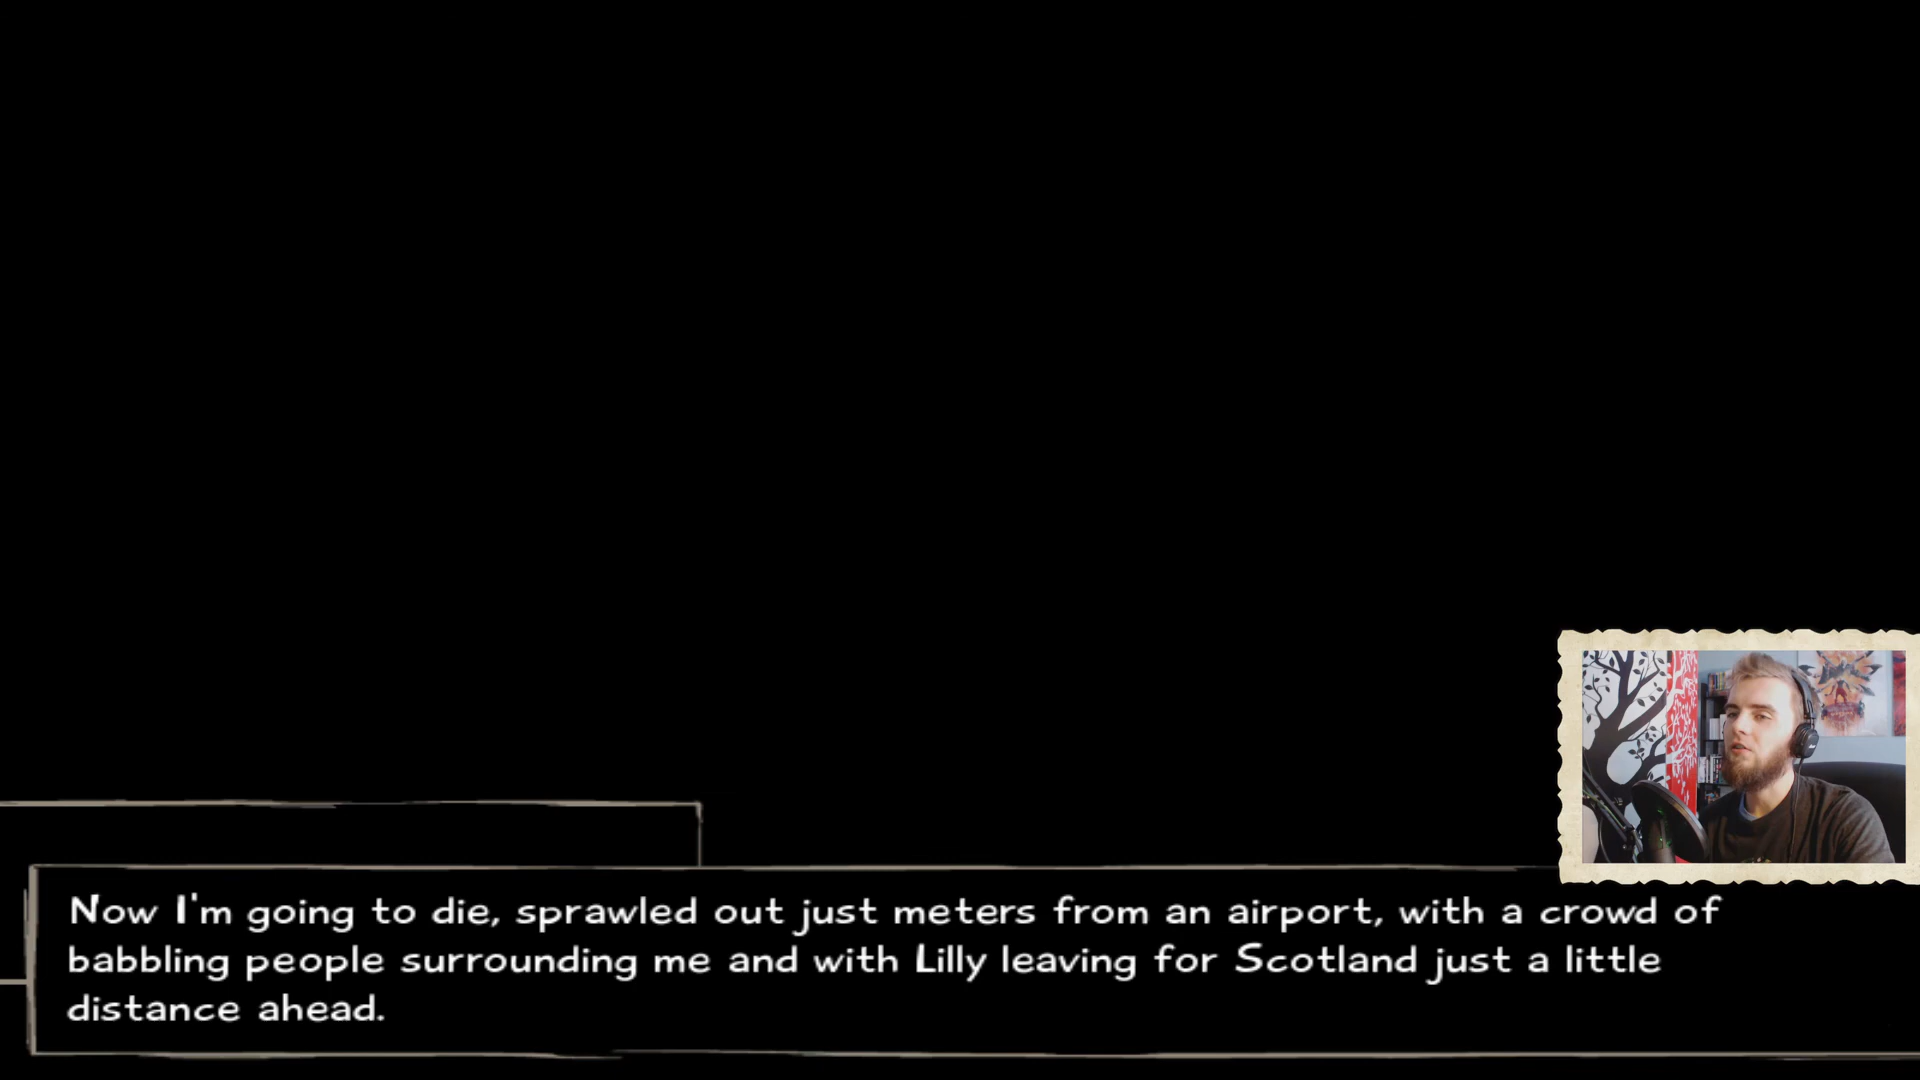 Now I'm going to die, sprawled out just meters from an airport, with a crowd of
babbling people surrounding me and with Lilly leaving for Scotland just a little
distance ahead.